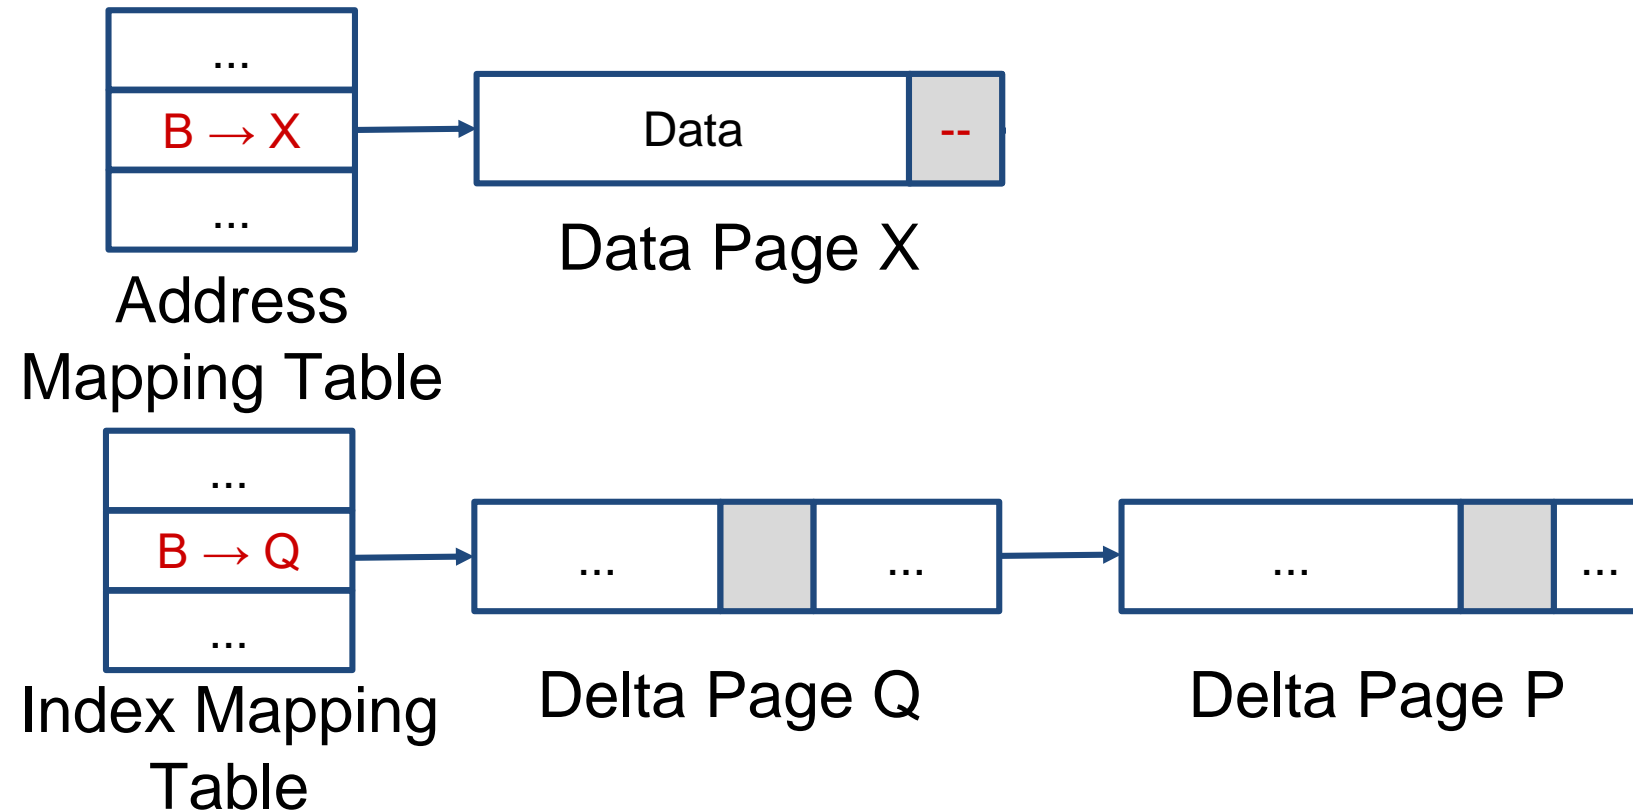 ...
B → X
...
Data
--
Data Page X
Address
Mapping Table
...
B → Q
...
...
...
...
...
Delta Page Q
Delta Page P
Index Mapping
Table